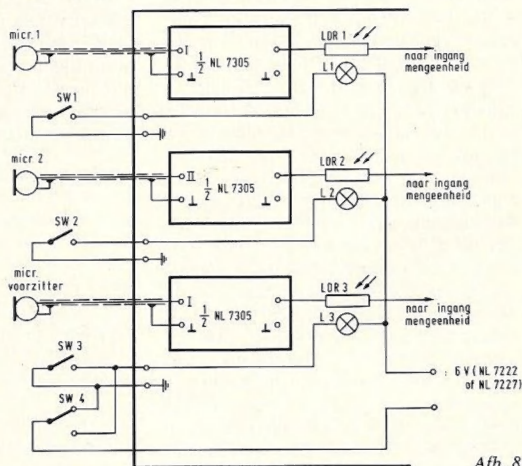 micr. 1
I
1/2 NL 7305
LDR 1
naar ingang
mengeenheid
L1
SW1
micr 2
II
1/2 NL 7305
LDR 2
naar ingang
mengeenheid
L 2
SW 2
micr.
voorzitter
I
1/2 NL 7305
LDR 3
naar ingang
mengeenheid
L 3
SW 3
SW 4
6 V ( NL 7222
of NL 7227)
Afb. 8